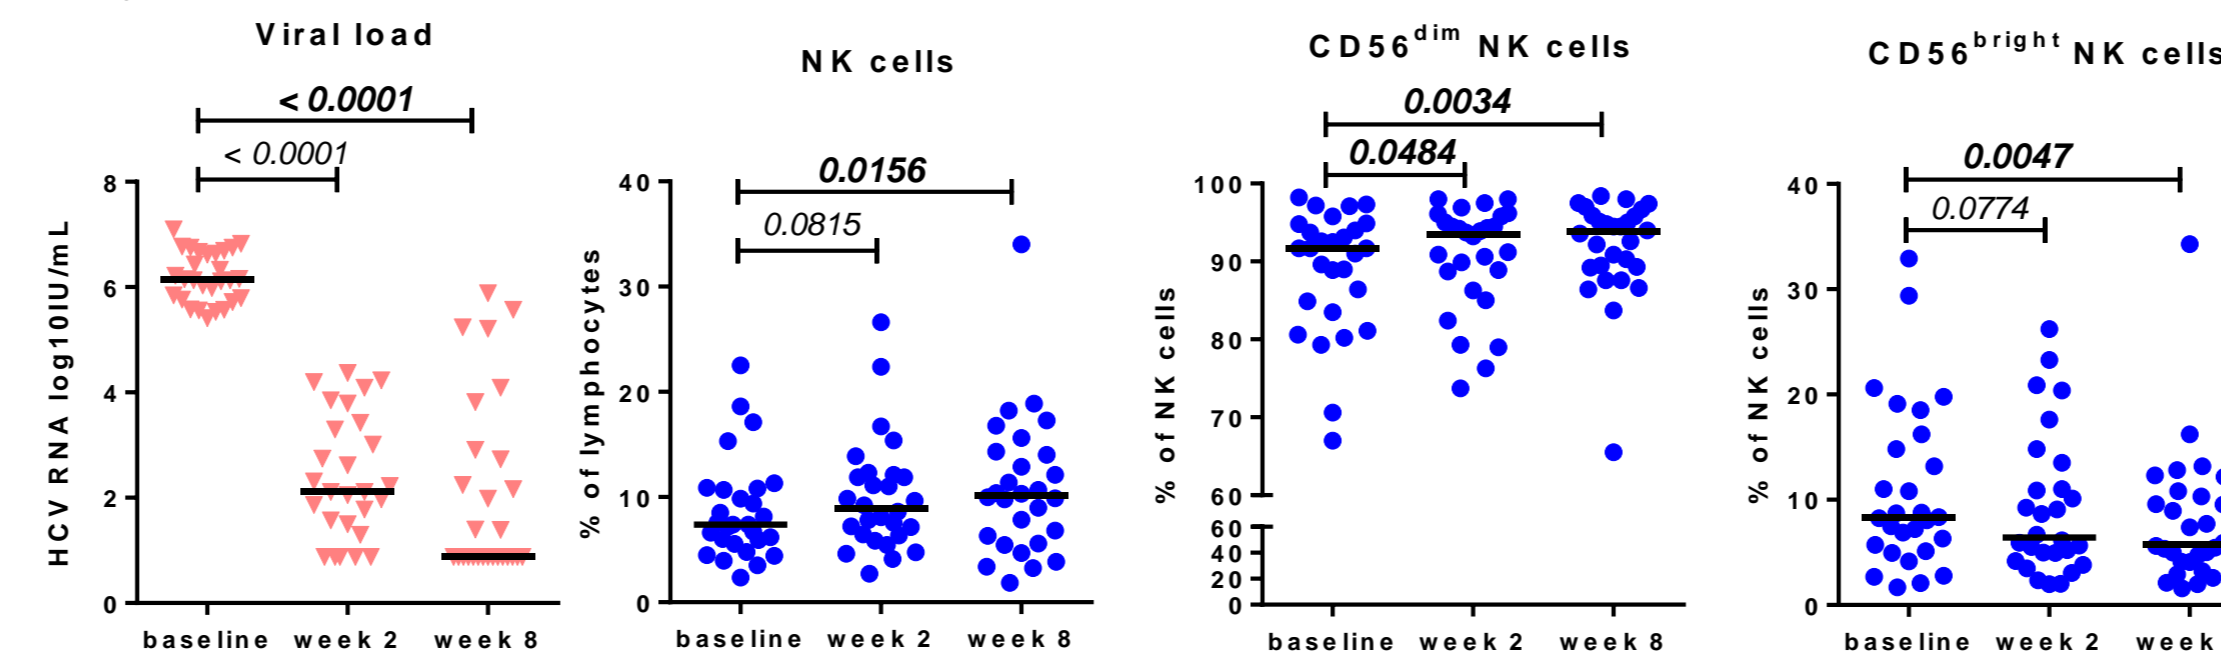 Viral load
< 0.0001
< 0.0001
HCV RNA log10IU/mL
8
6
4
2
0
baseline week 2 week 8
NK cells
0.0156
0.0815
% of lymphocytes
40
30
20
10
0
baseline week 2 week 8
CD56dim NK cells
0.0034
0.0484
% of NK cells
100
90
80
70
60
60
40
20
0
baseline week 2 week 8
CD56bright NK cells
0.0047
0.0774
% of NK cells
40
30
20
10
0
baseline week 2 week